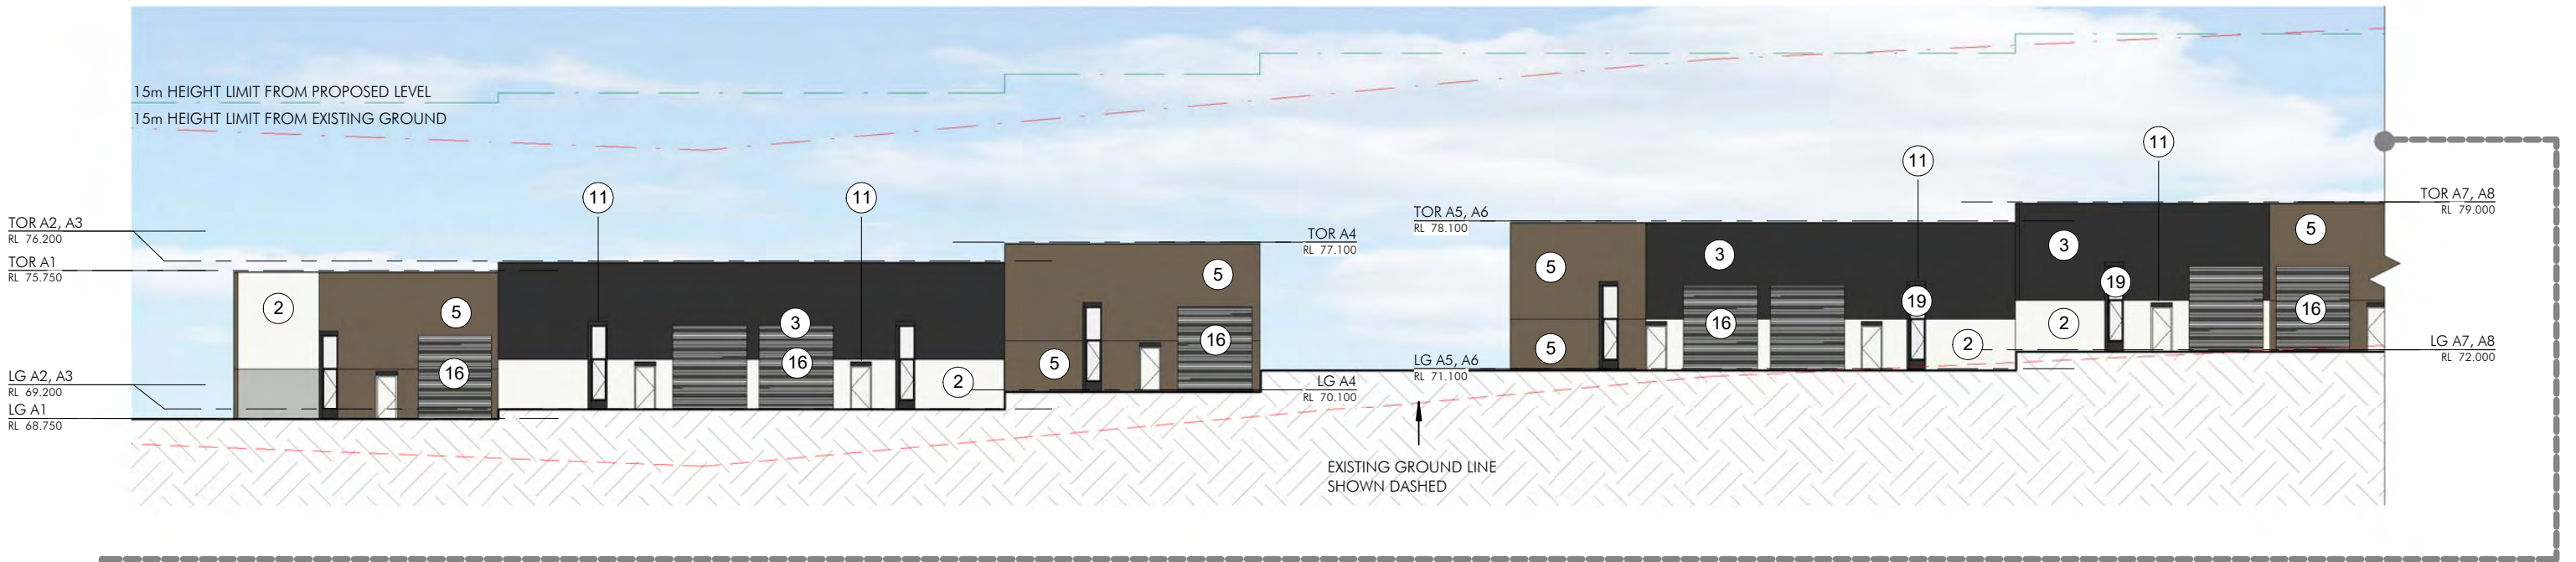 15m HEIGHT LIMIT FROM PROPOSED LEVEL
15m HEIGHT LIMIT FROM EXISTING GROUND
11
11
11
11
TOR A2, A3
RL 76.200
TOR A1
RL 75.750
TOR A4
RL 77.100
TOR A5, A6
RL 78.100
TOR A7, A8
RL 79.000
2
5
16
3
16
2
5
5
16
5
5
3
16
19
2
3
2
19
5
16
LG A2, A3
RL 69.200
LG A1
RL 68.750
LG A4
RL 70.100
LG A5, A6
RL 71.100
LG A7, A8
RL 72.000
EXISTING GROUND LINE
SHOWN DASHED